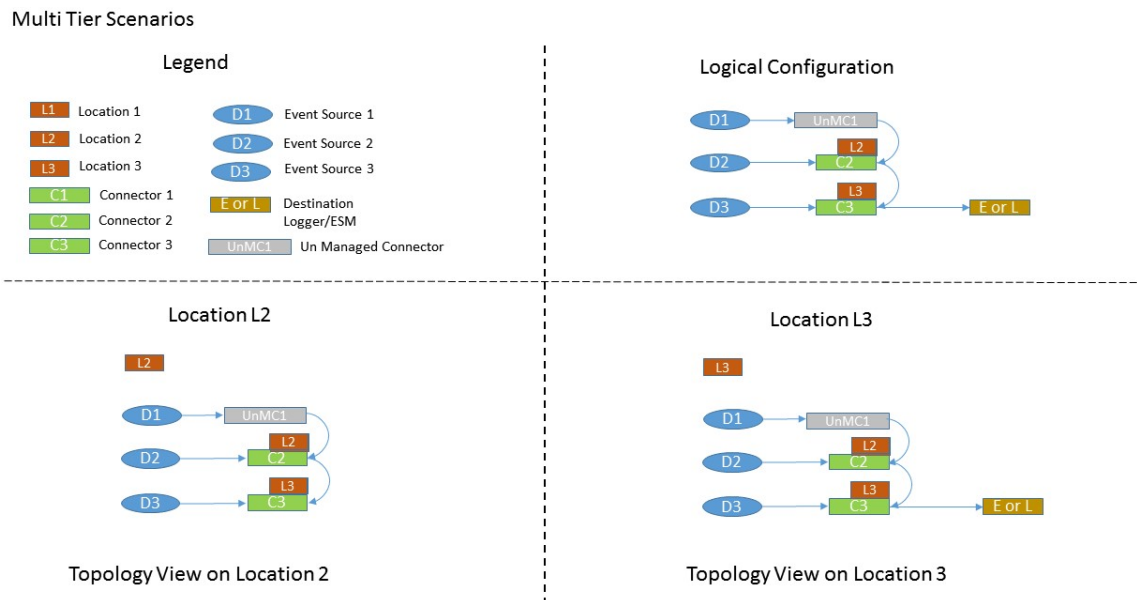 Multi Tier Scenarios
Legend
L1 Location 1
L2 Location 2
L3 Location 3
C1 Connector 1
C2 Connector 2
C3 Connector 3
D1 Event Source 1
D2 Event Source 2
D3 Event Source 3
E or L Destination
Logger/ESM
UnMC1 Un Managed Connector
Logical Configuration
D1 UnMC1
L2
D2 C2
L3
D3 C3 E or L
Location L2
L2
D1 UnMC1
L2
D2 C2
L3
D3 C3
Topology View on Location 2
Location L3
L3
D1 UnMC1
L2
D2 C2
L3
D3 C3 E or L
Topology View on Location 3